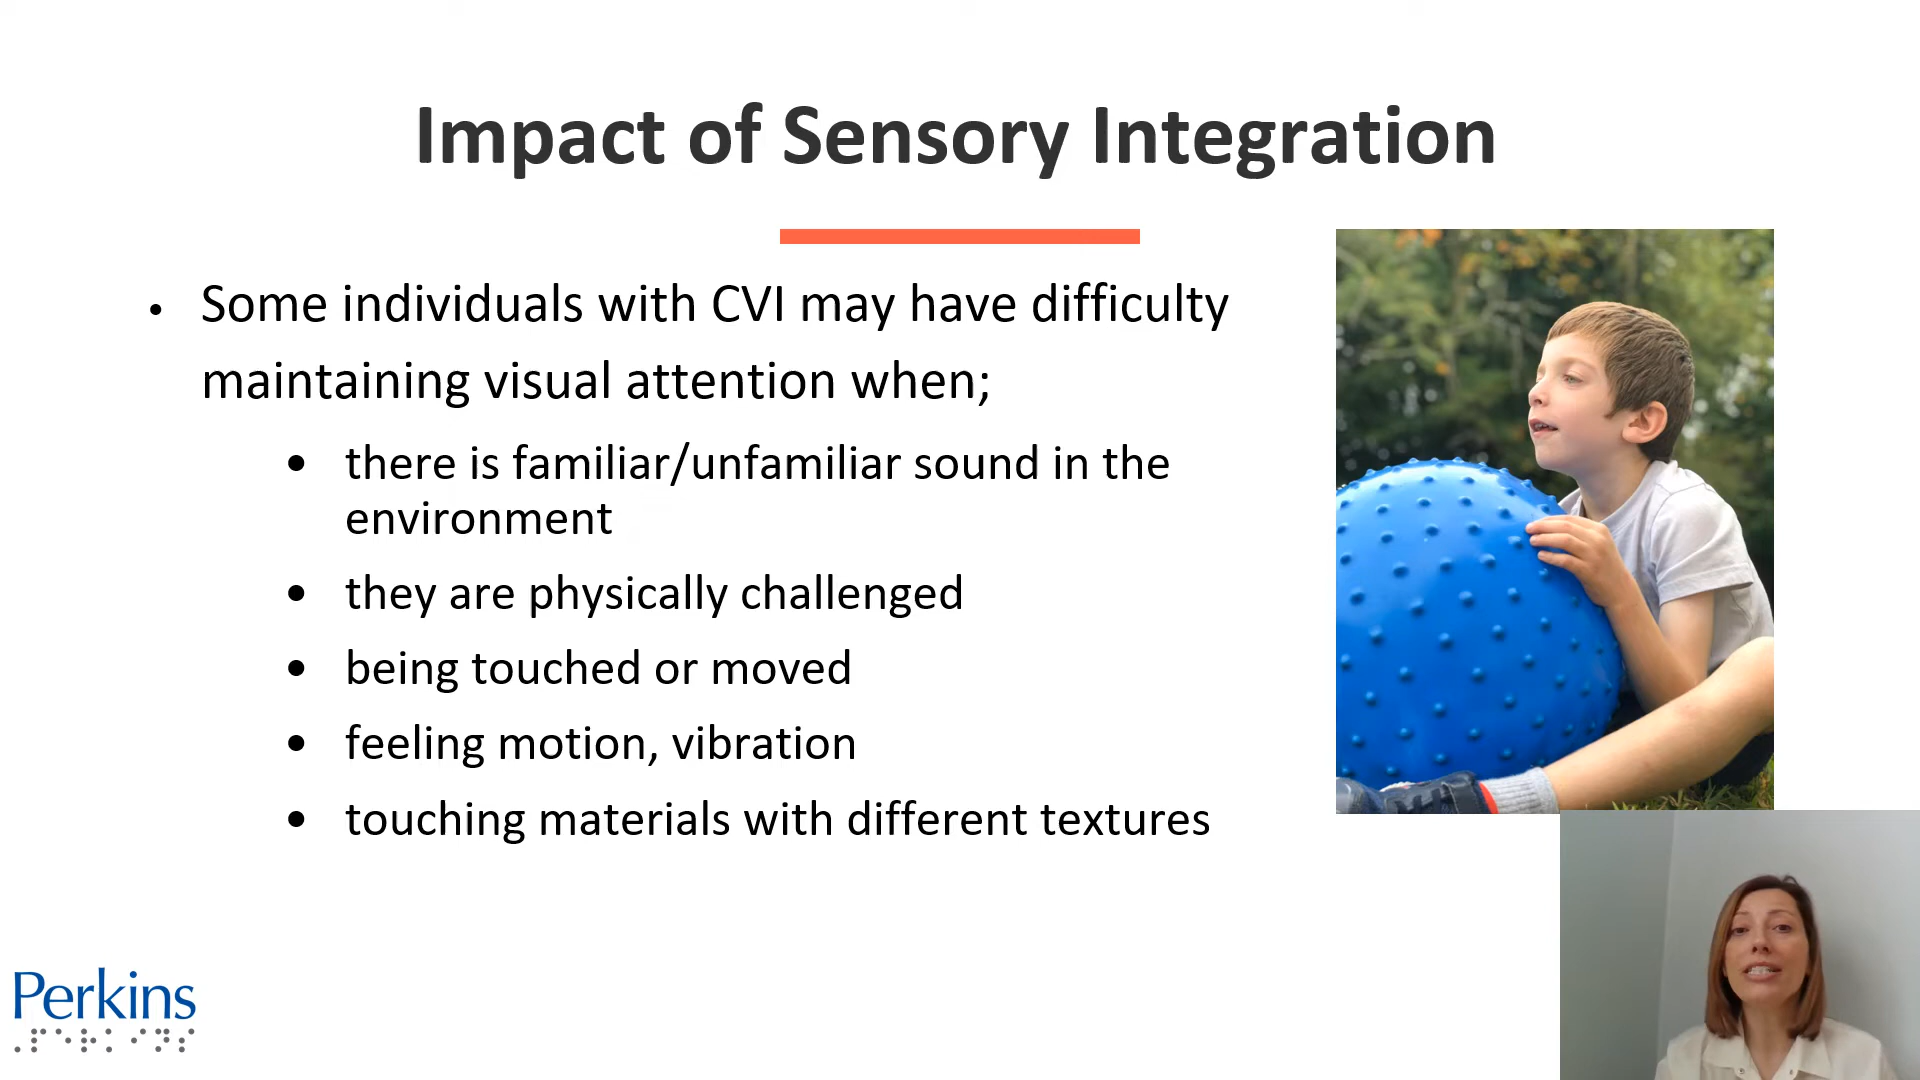 Impact of Sensory Integration
• Some individuals with CVI may have difficulty
maintaining visual attention when;
• there is familiar/unfamiliar sound in the
environment
• they are physically challenged
• being touched or moved
• feeling motion, vibration
• touching materials with different textures
Perkins
⠠⠏⠑⠗⠅⠊⠝⠎